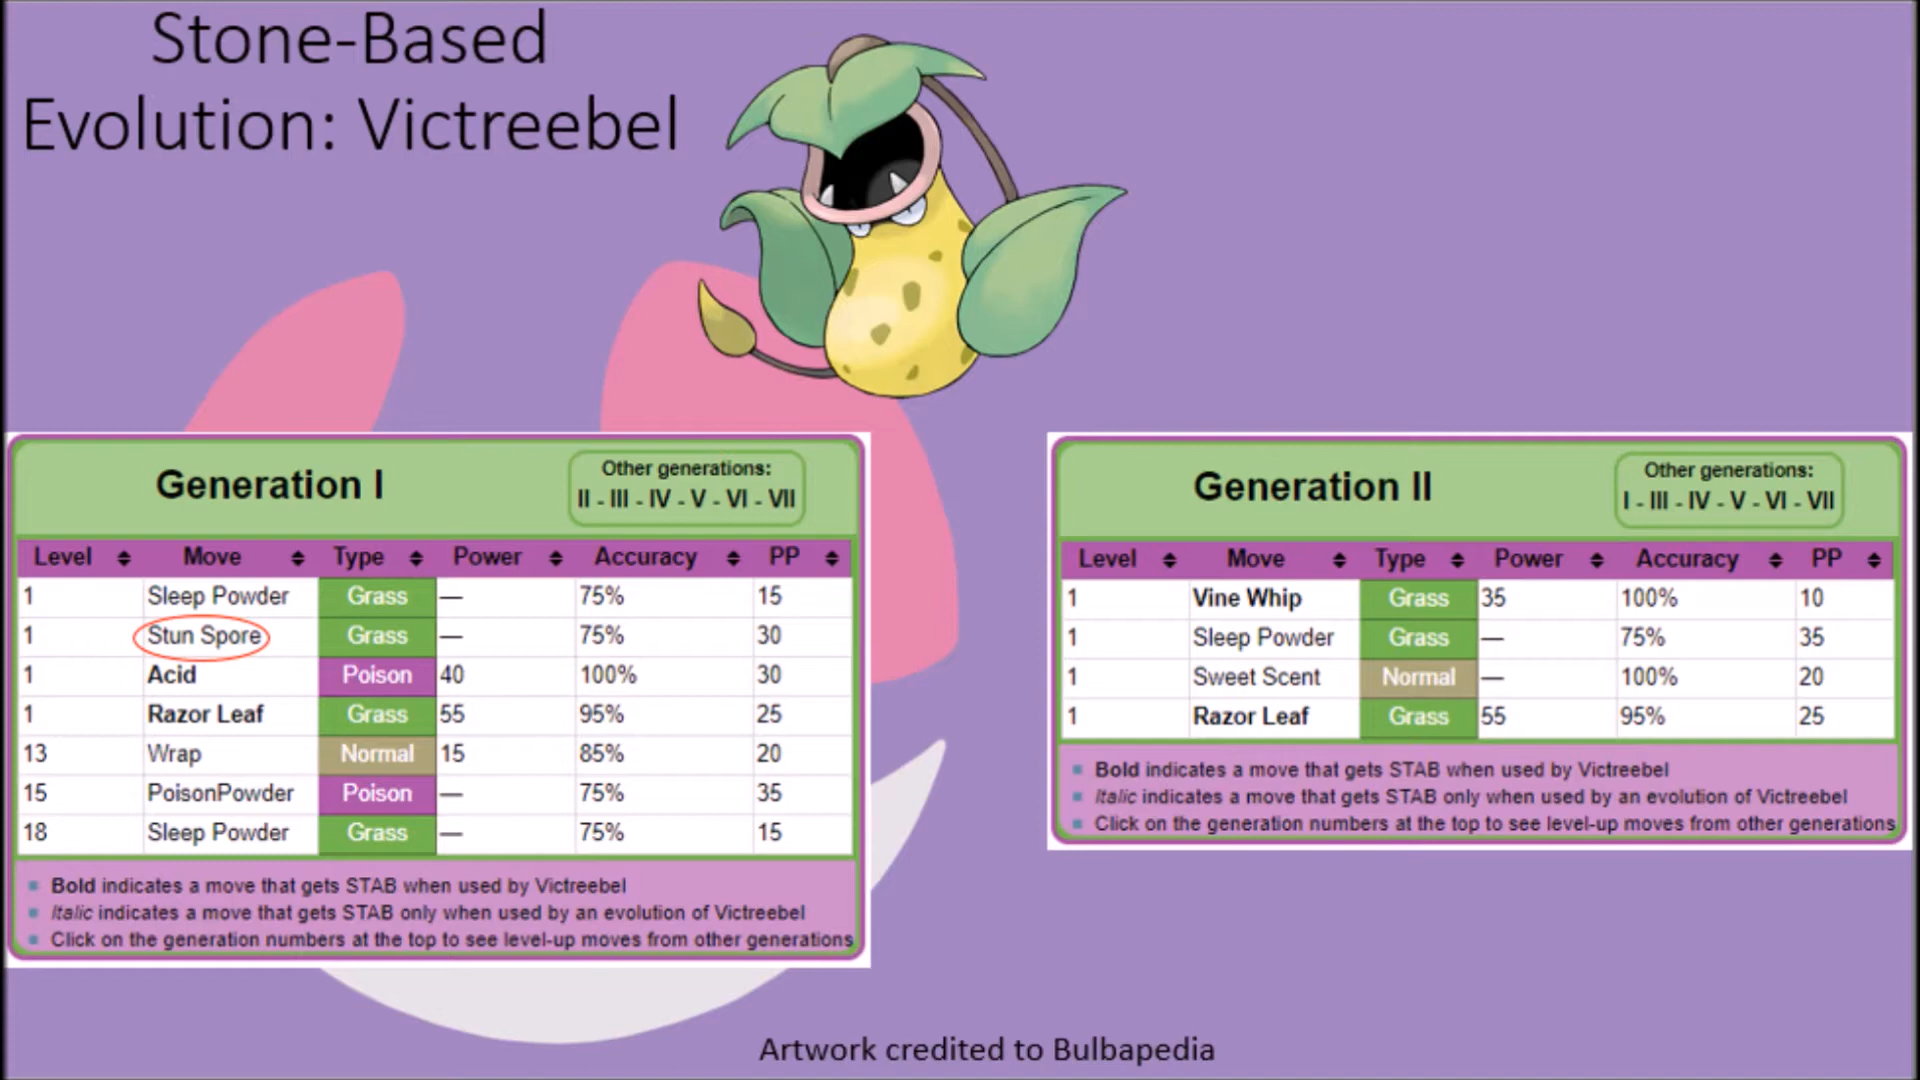 Stone-Based
Evolution: Victreebel
Generation I
Other generations:
II - III - IV - V - VI - VII
Level Move Type Power Accuracy PP
1 Sleep Powder Grass — 75% 15
1 Stun Spore Grass — 75% 30
1 Acid Poison 40 100% 30
1 Razor Leaf Grass 55 95% 25
13 Wrap Normal 15 85% 20
15 PoisonPowder Poison — 75% 35
18 Sleep Powder Grass — 75% 15
Bold indicates a move that gets STAB when used by Victreebel
Italic indicates a move that gets STAB only when used by an evolution of Victreebel
Click on the generation numbers at the top to see level-up moves from other generations
Generation II
Other generations:
I - III - IV - V - VI - VII
Level Move Type Power Accuracy PP
1 Vine Whip Grass 35 100% 10
1 Sleep Powder Grass — 75% 35
1 Sweet Scent Normal — 100% 20
1 Razor Leaf Grass 55 95% 25
Bold indicates a move that gets STAB when used by Victreebel
Italic indicates a move that gets STAB only when used by an evolution of Victreebel
Click on the generation numbers at the top to see level-up moves from other generations
Artwork credited to Bulbapedia